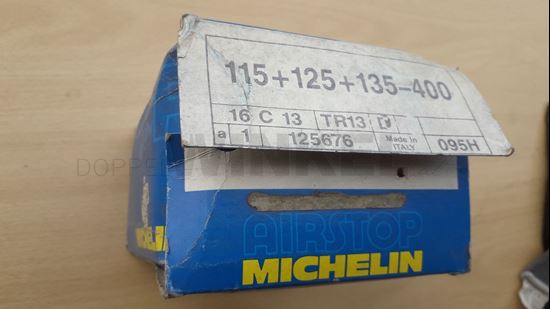 115+125+135-400
16 C 13 TR13
a 1 125676 Made in ITALY 095H
AIRSTOP
MICHELIN